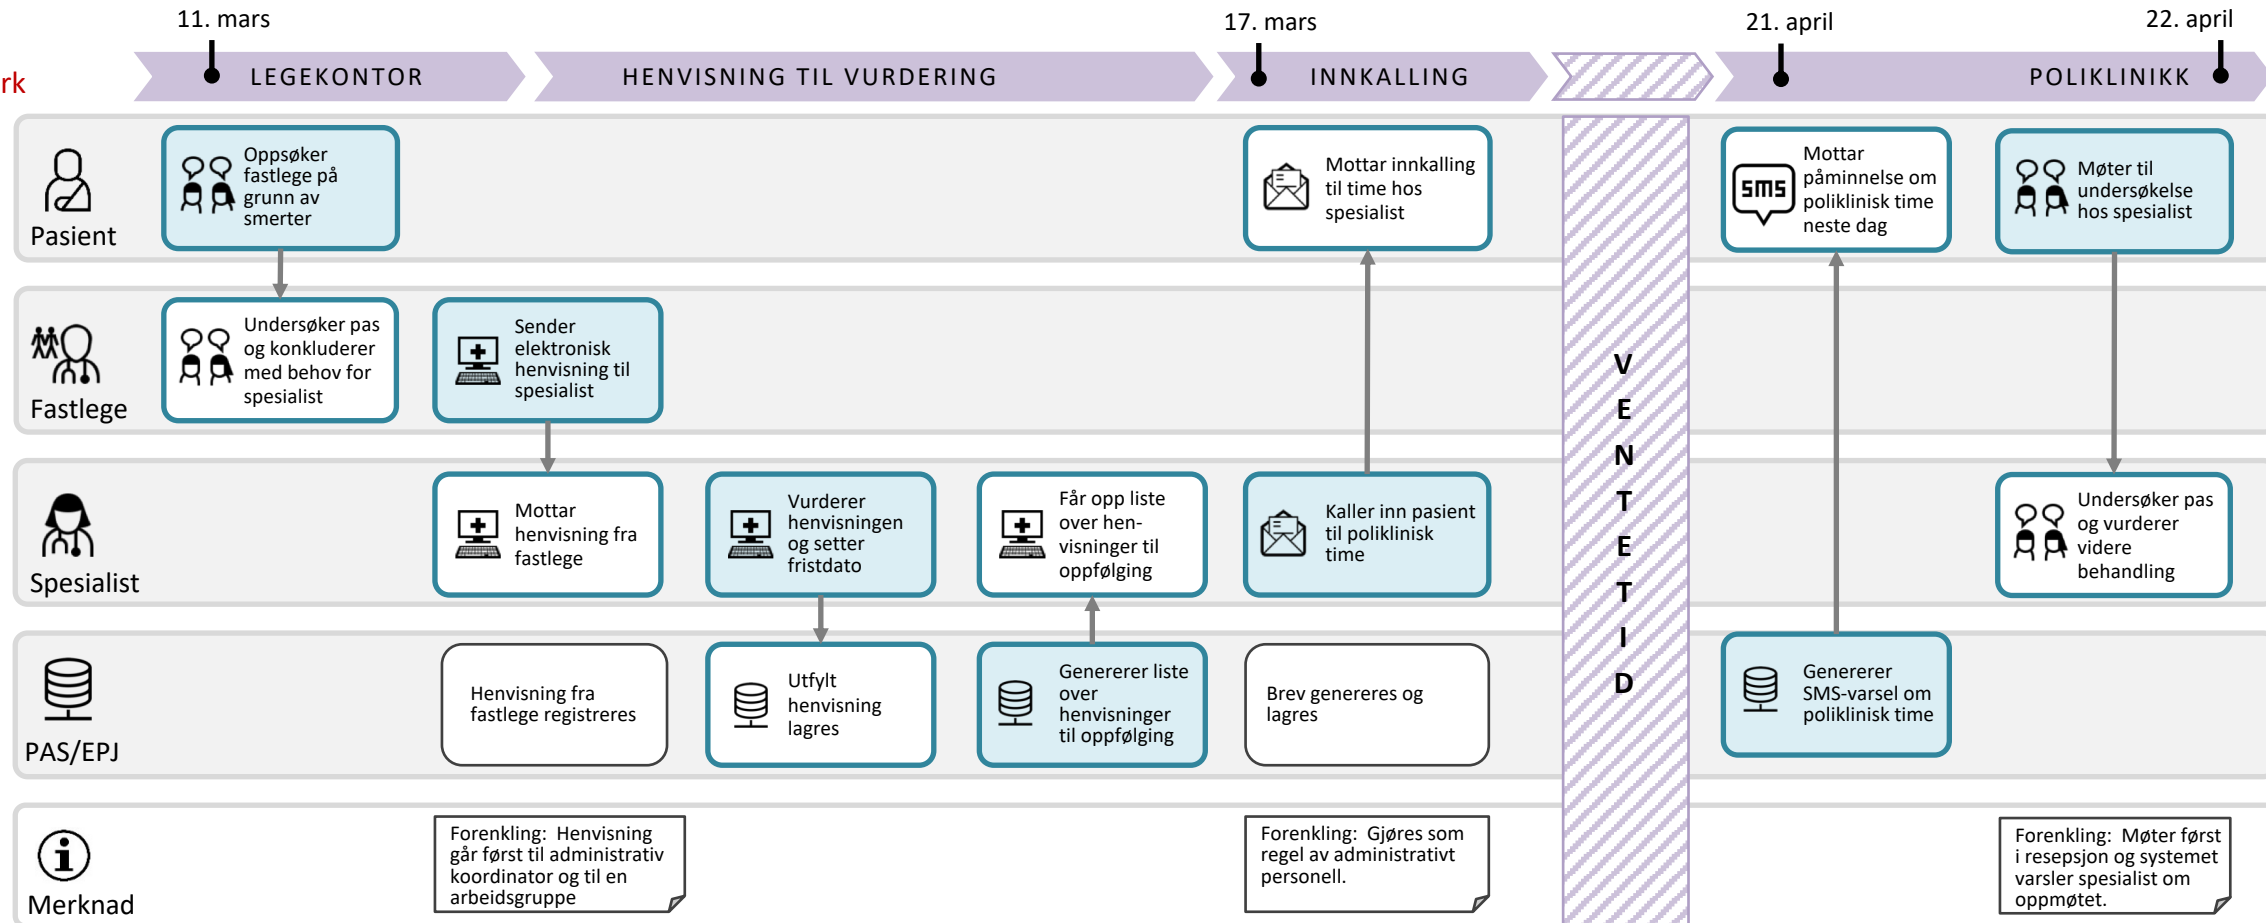 11. mars
17. mars
21. april
22. april
rk
LEGEKONTOR
HENVISNING TIL VURDERING
INNKALLING
POLIKLINIKK
Pasient
Oppsøker
fastlege på
grunn av
smerter
Mottar innkalling
til time hos
spesialist
sms
Mottar
påminnelse om
poliklinisk time
neste dag
Møter til
undersøkelse
hos spesialist
Fastlege
Undersøker pas
og konkluderer
med behov for
spesialist
Sender
elektronisk
henvisning til
spesialist
V
E
N
T
E
T
I
D
Spesialist
Mottar
henvisning fra
fastlege
Vurderer
henvisningen
og setter
fristdato
Får opp liste
over hen-
visninger til
oppfølging
Kaller inn pasient
til poliklinisk
time
Undersøker pas
og vurderer
videre
behandling
PAS/EPJ
Henvisning fra
fastlege registreres
Utfylt
henvisning
lagres
Genererer liste
over
henvisninger
til oppfølging
Brev genereres og
lagres
Genererer
SMS-varsel om
poliklinisk time
i
Merknad
Forenkling: Henvisning
går først til administrativ
koordinator og til en
arbeidsgruppe
Forenkling: Gjøres som
regel av administrativt
personell.
Forenkling: Møter først
i resepsjon og systemet
varsler spesialist om
oppmøtet.